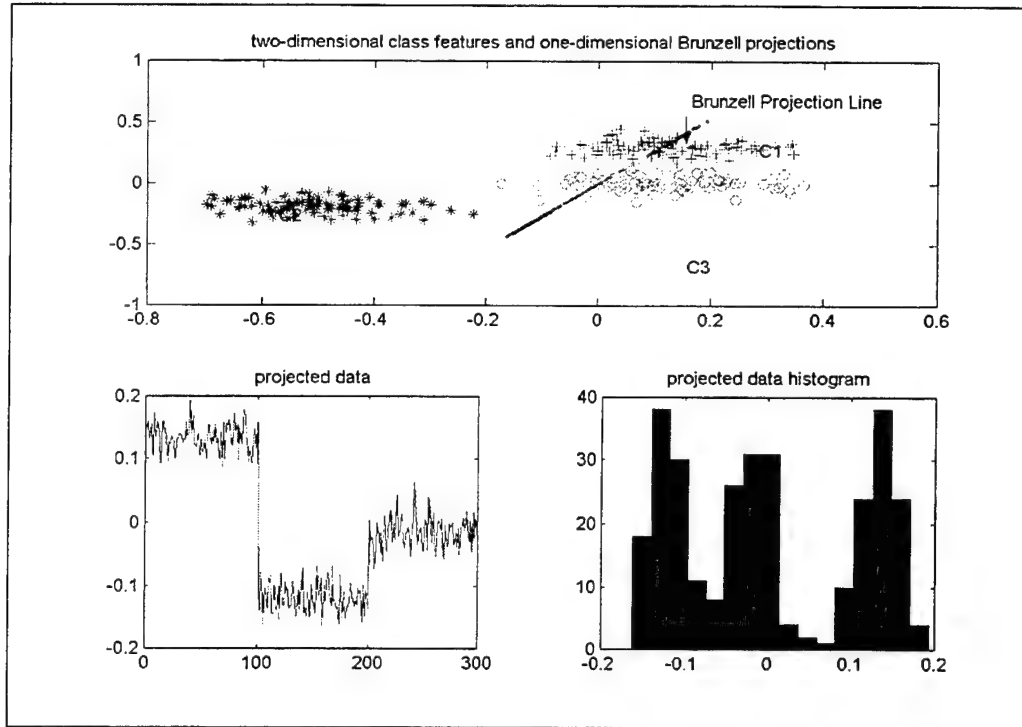 two-dimensional class features and one-dimensional Brunzell projections
1
0.5
0
-0.5
-1
Brunzell Projection Line
C1
C3
-0.8 -0.6 -0.4 -0.2 0 0.2 0.4 0.6
projected data
0.2
0.1
0
-0.1
-0.2
0 100 200 300
projected data histogram
40
30
20
10
0
-0.2 -0.1 0 0.1 0.2